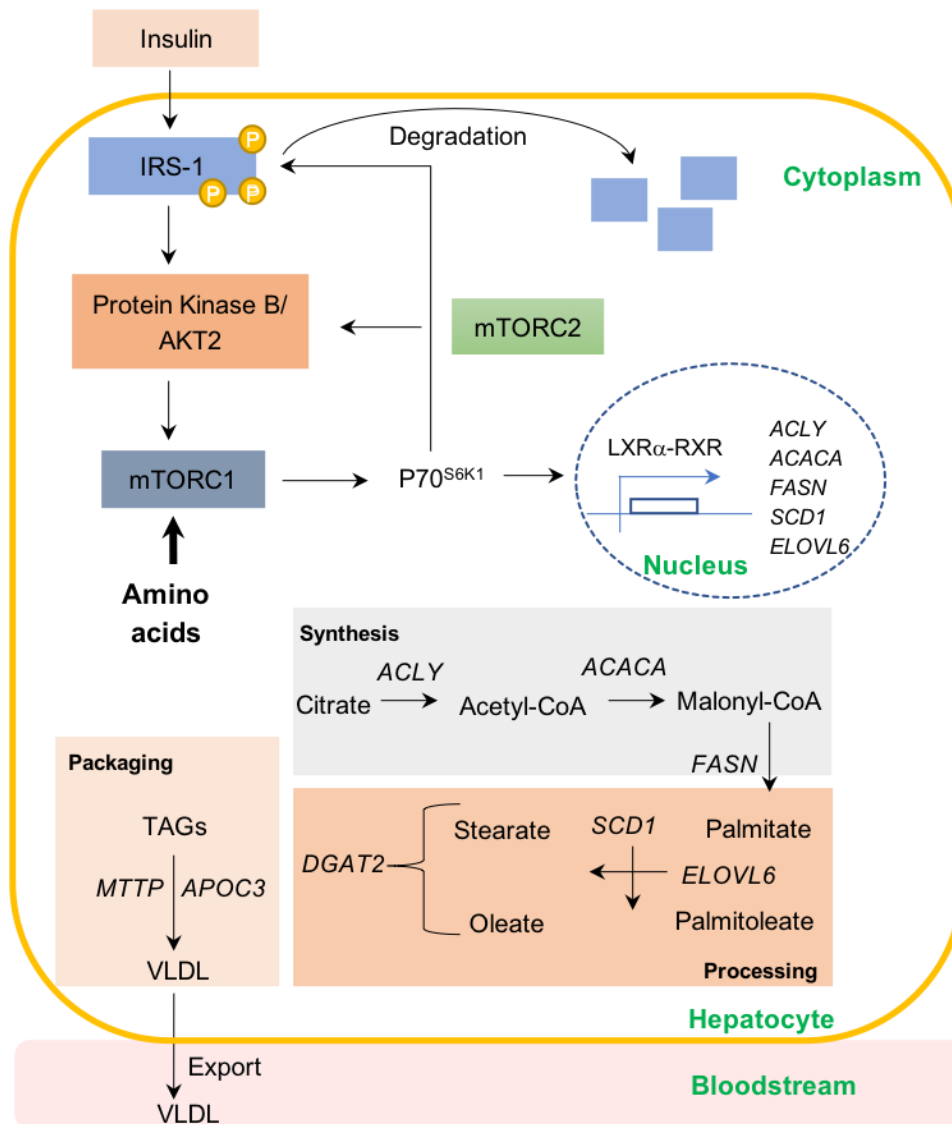 Insulin
IRS-1
P
P
P
Degradation
Cytoplasm
Protein Kinase B/
AKT2
mTORC2
mTORC1
P70S6K1
LXRα-RXR
ACLY
ACACA
FASN
SCD1
ELOVL6
Nucleus
Amino
acids
Synthesis
Citrate
ACLY
Acetyl-CoA
ACACA
Malonyl-CoA
FASN
Packaging
TAGs
MTTP
APOC3
VLDL
DGAT2
Stearate
SCD1
Palmitate
ELOVL6
Oleate
Palmitoleate
Processing
Hepatocyte
Export
VLDL
Bloodstream